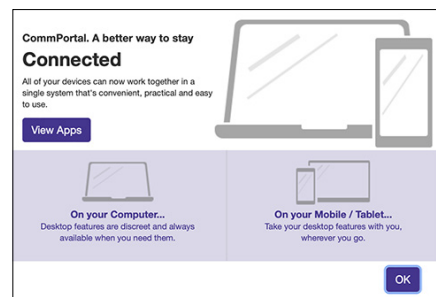 CommPortal. A better way to stay
Connected
All of your devices can now work together in a
single system that's convenient, practical and easy
to use.
View Apps
On your Computer...
Desktop features are discreet and always
available when you need them.
On your Mobile / Tablet...
Take your desktop features with you,
wherever you go.
OK